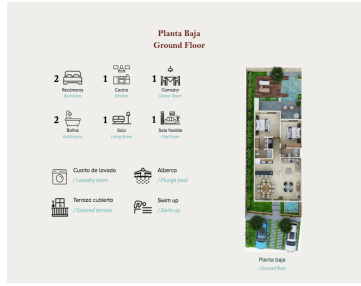 Planta Baja
Ground Floor
2 1 1
Recámaras Cocina Comedor
Bedrooms Kitchen Dinner Room
2 1 1
Baños Sala Sala familiar
Bathrooms Living Room Flex Room
Cuarto de lavado
/ Laundry room
Alberca
/ Plunge pool
Terraza cubierta
/ Covered terrace
Swim up
/ Swim up
Planta baja
/ Ground floor